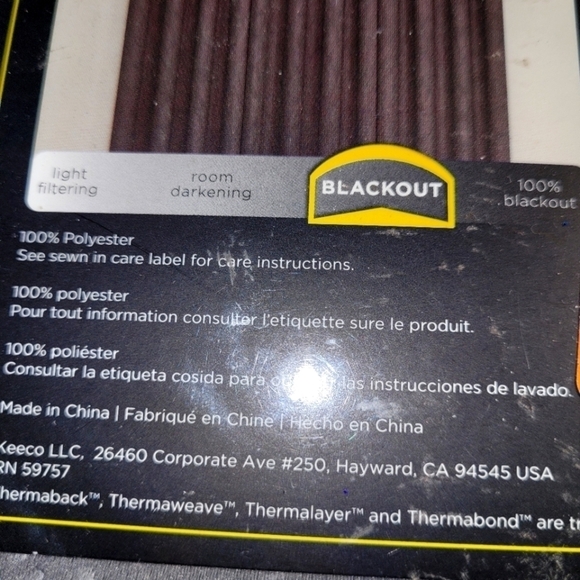 light
filtering
room
darkening
BLACKOUT
100%
blackout
100% Polyester
See sewn in care label for care instructions.
100% polyester
Pour tout information consulter l'etiquette sure le produit.
100% poliéster
Consultar la etiqueta cosida para las instrucciones de lavado.
Made in China | Fabriqué en Chine | Hecho en China
Keeco LLC, 26460 Corporate Ave #250, Hayward, CA 94545 USA
RN 59757
hermaback™, Thermaweave™, Thermalayer™ and Thermabond™ are